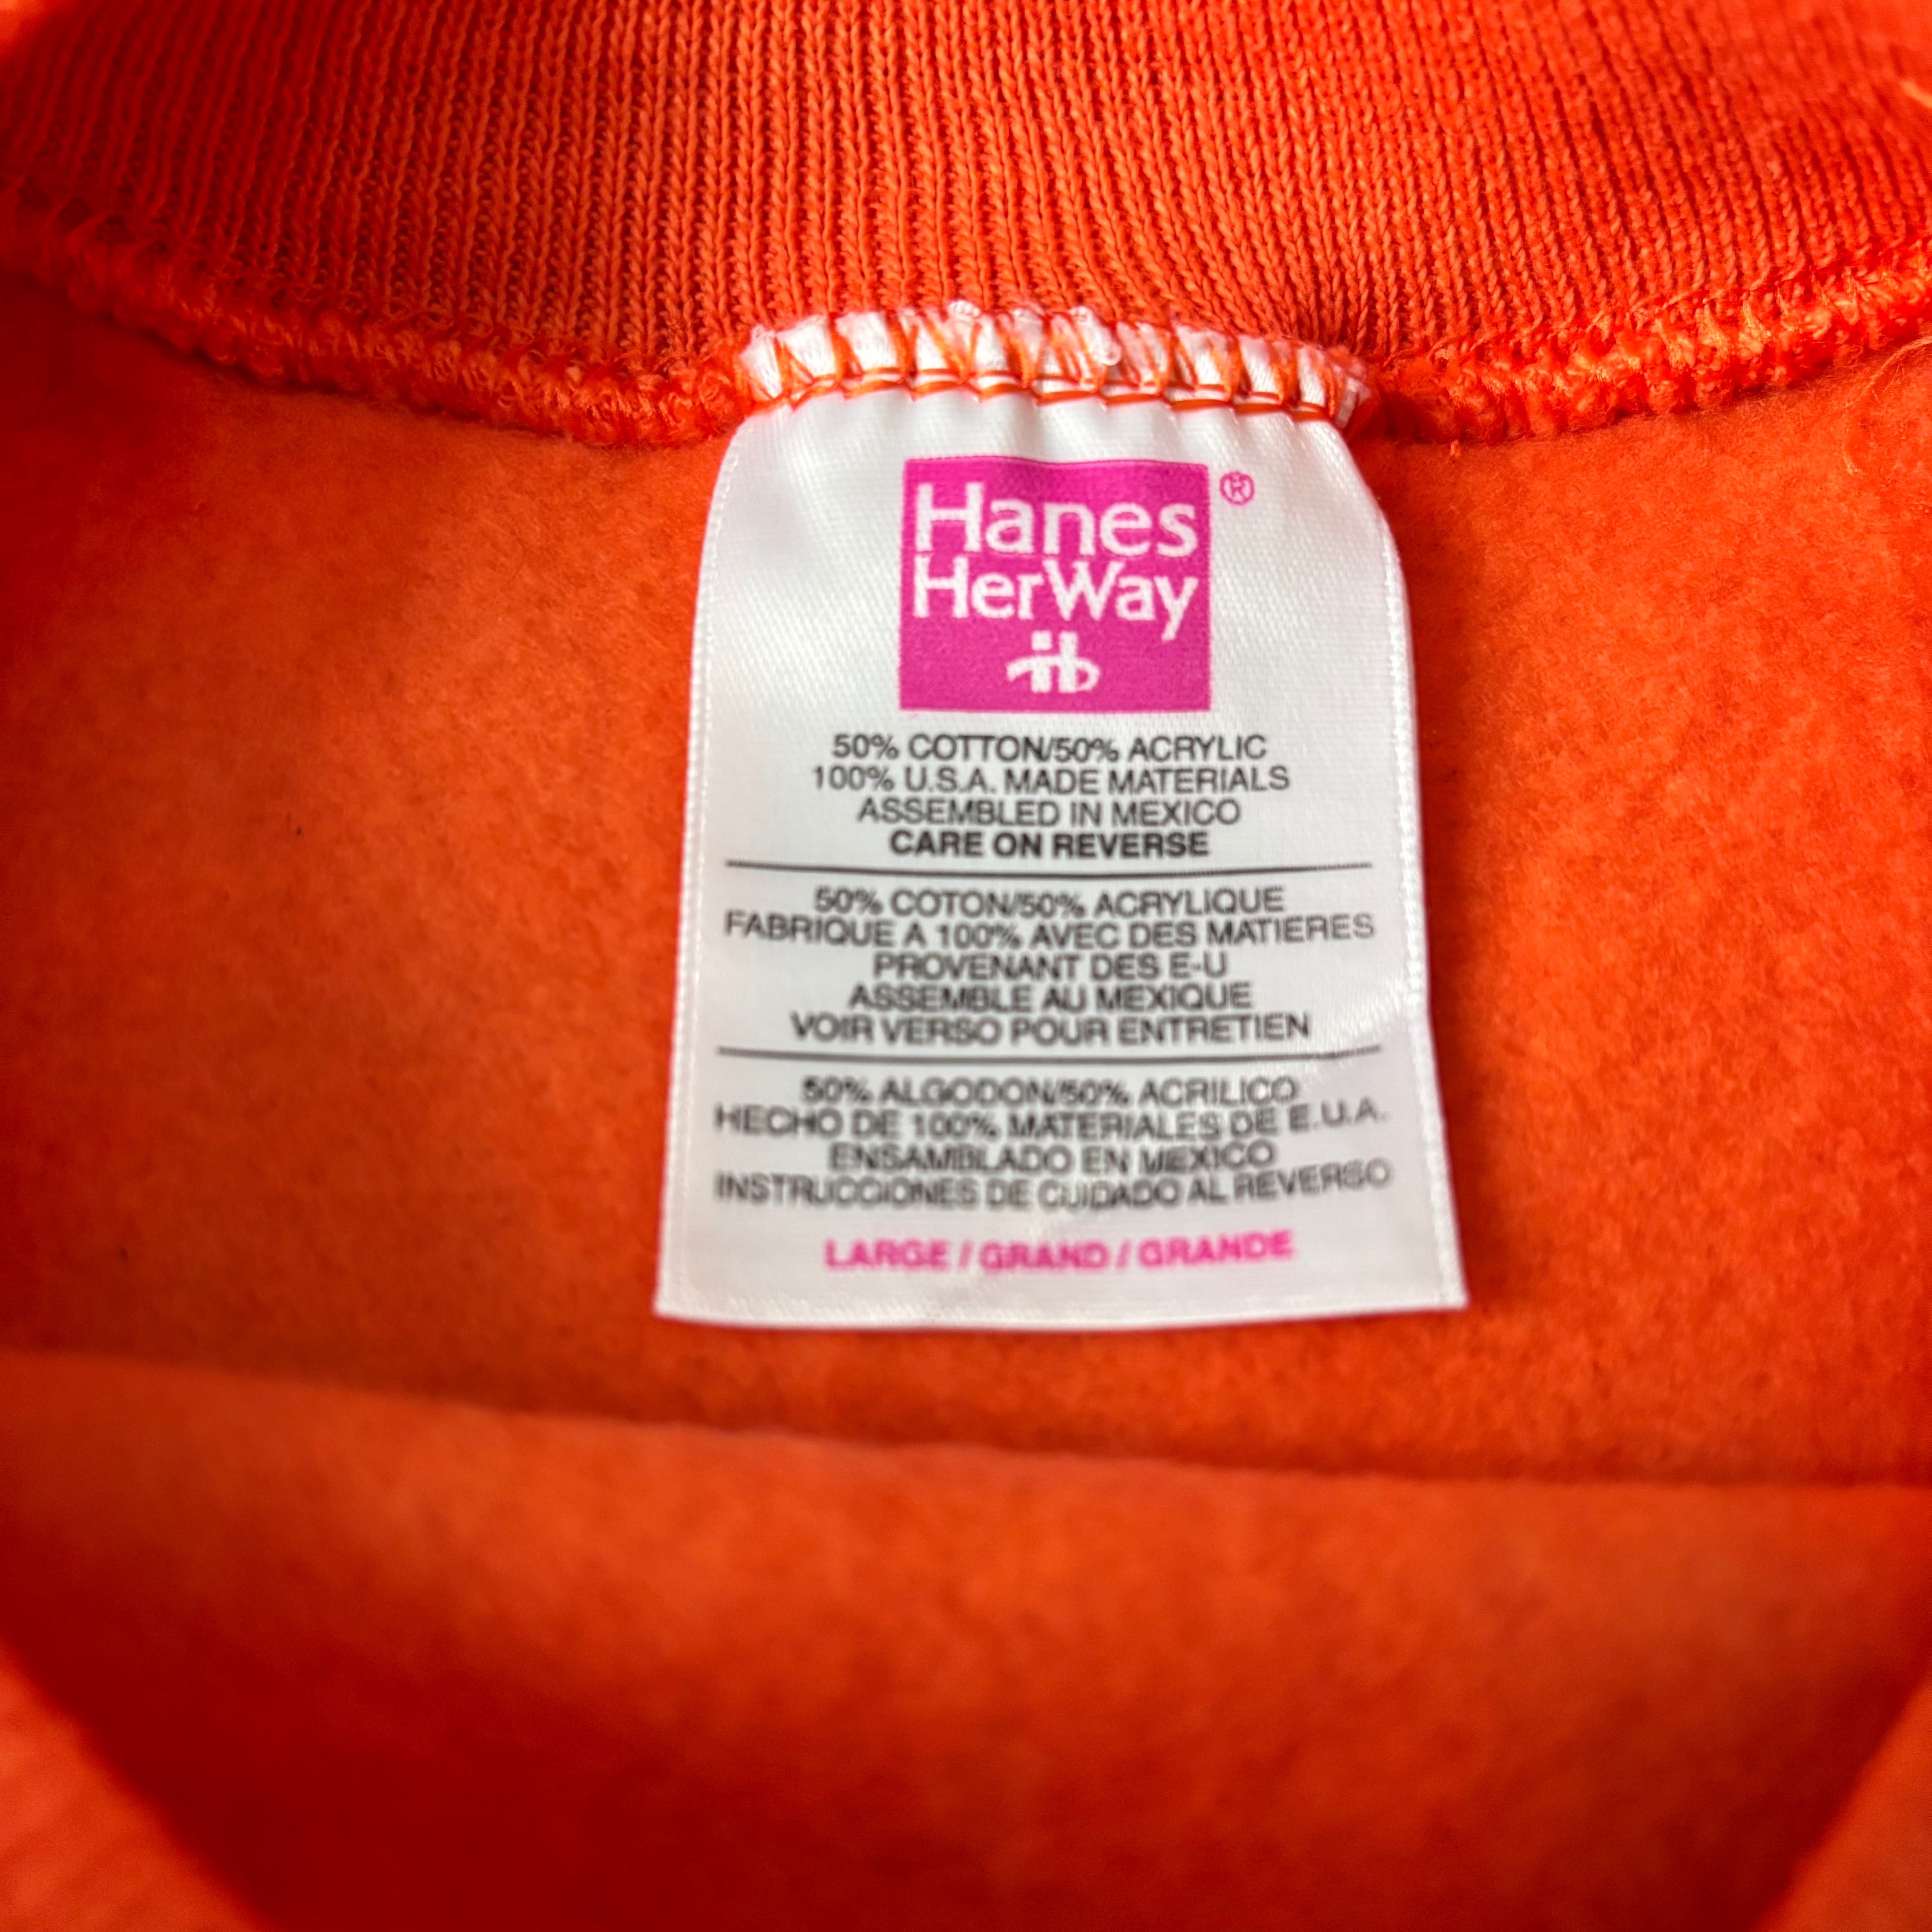 Hanes ®
HerWay
50% COTTON/50% ACRYLIC
100% U.S.A. MADE MATERIALS
ASSEMBLED IN MEXICO
CARE ON REVERSE
50% COTON/50% ACRYLIQUE
FABRIQUE A 100% AVEC DES MATIERES
PROVENANT DES E-U
ASSEMBLE AU MEXIQUE
VOIR VERSO POUR ENTRETIEN
50% ALGODON/50% ACRILICO
HECHO DE 100% MATERIALES DE E.U.A.
ENSAMBLADO EN MEXICO
INSTRUCCIONES DE CUIDADO AL REVERSO
LARGE / GRAND / GRANDE